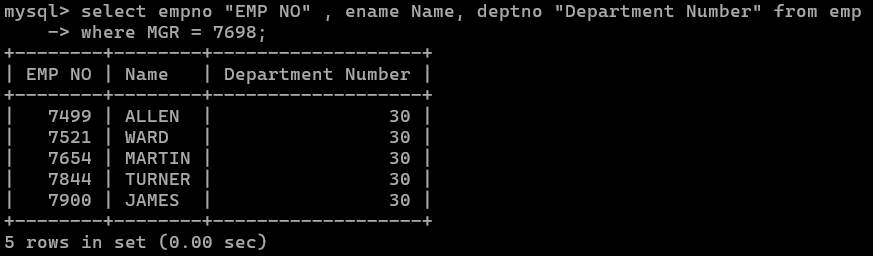 mysql> select empno "EMP NO" , ename Name, deptno "Department Number" from emp
    -> where MGR = 7698;
+--------+--------+-------------------+
| EMP NO | Name   | Department Number |
+--------+--------+-------------------+
|   7499 | ALLEN  |                30 |
|   7521 | WARD   |                30 |
|   7654 | MARTIN |                30 |
|   7844 | TURNER |                30 |
|   7900 | JAMES  |                30 |
+--------+--------+-------------------+
5 rows in set (0.00 sec)